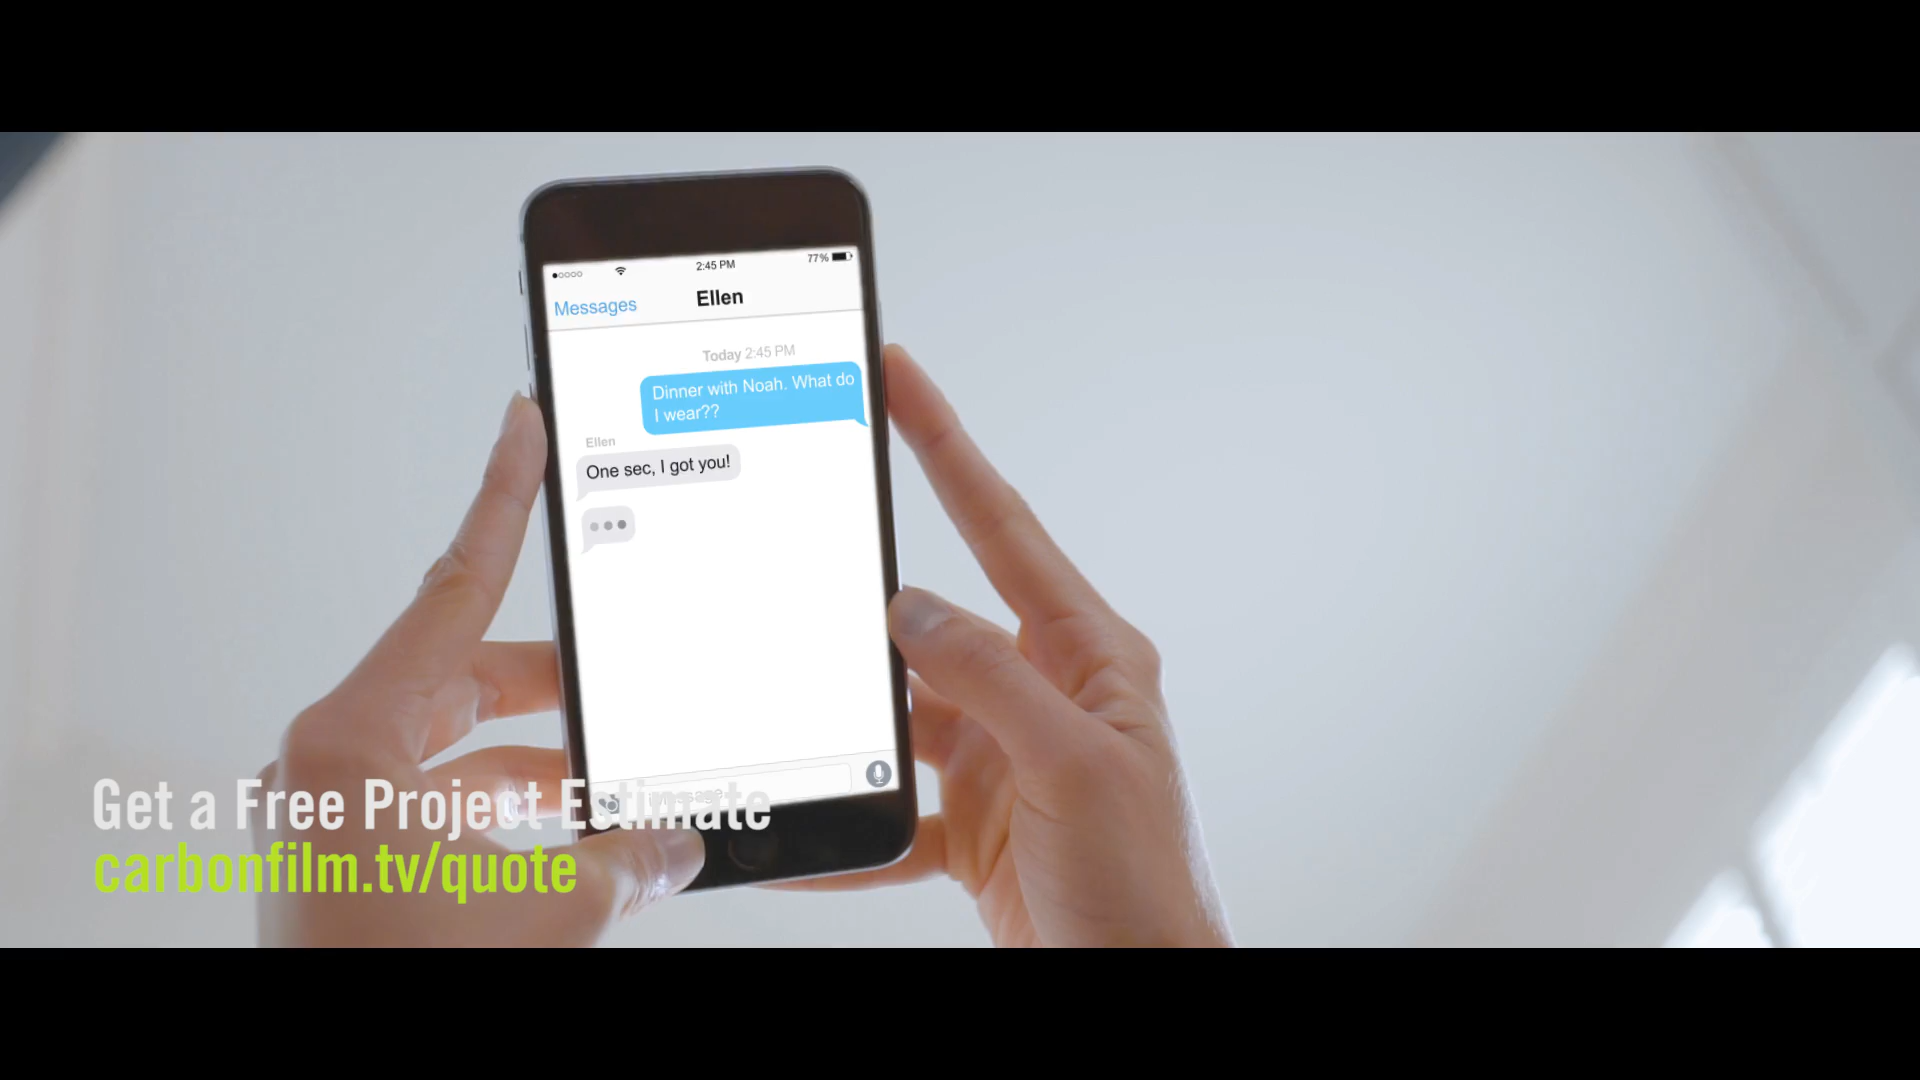 2:45 PM
77%
Messages
Ellen
Today 2:45 PM
Dinner with Noah. What do
I wear??
Ellen
One sec, I got you!
iMessage
Get a Free Project Estimate
carbonfilm.tv/quote